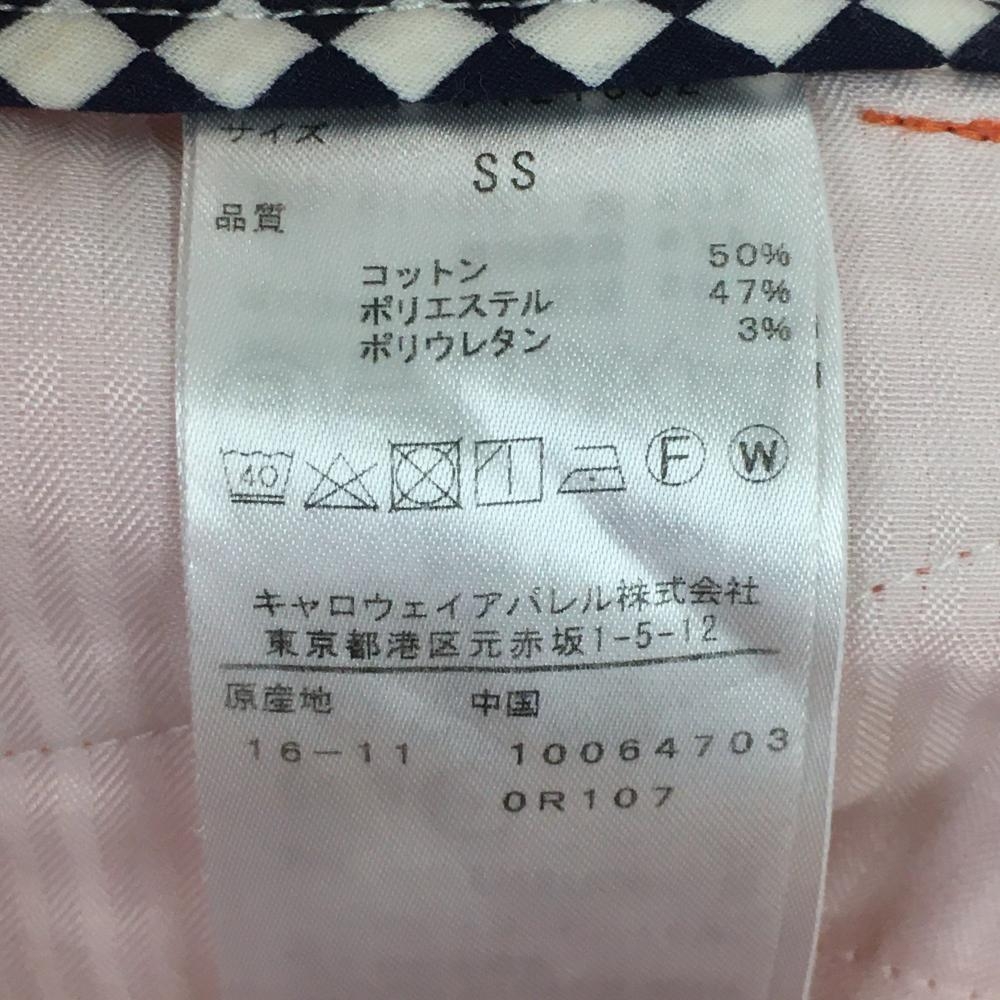 サイズ
SS
品質
コットン 50%
ポリエステル 47%
ポリウレタン 3%
40 F W
キャロウェイアパレル株式会社
東京都港区元赤坂1-5-12
原産地 中国
16-11 10064703
0R107